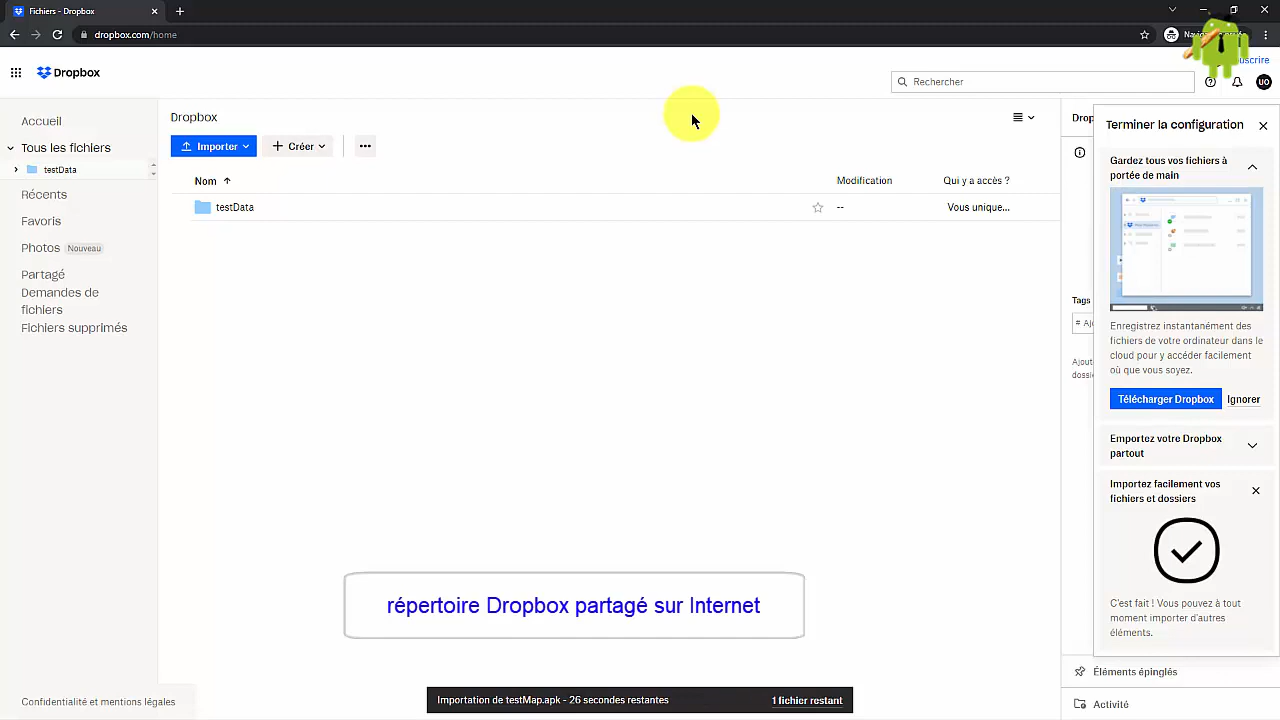 Fichiers - Dropbox
dropbox.com/home
Dropbox
Rechercher
UO
Accueil
Tous les fichiers
testData
Récents
Favoris
Photos Nouveau
Partagé
Demandes de
fichiers
Fichiers supprimés
Confidentialité et mentions légales
Dropbox
Importer
Créer
Nom
Modification
Qui y a accès ?
testData
--
Vous unique...
répertoire Dropbox partagé sur Internet
Importation de testMap.apk - 26 secondes restantes
1 fichier restant
Tags
Terminer la configuration
Gardez tous vos fichiers à
portée de main
Enregistrez instantanément des
fichiers de votre ordinateur dans le
cloud pour y accéder facilement
où que vous soyez.
Télécharger Dropbox
Ignorer
Emportez votre Dropbox
partout
Importez facilement vos
fichiers et dossiers
C'est fait ! Vous pouvez à tout
moment importer d'autres
éléments.
Éléments épinglés
Activité